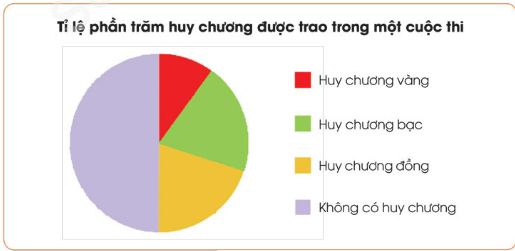 Tỉ lệ phần trăm huy chương được trao trong một cuộc thi
Huy chương vàng
Huy chương bạc
Huy chương đồng
Không có huy chương